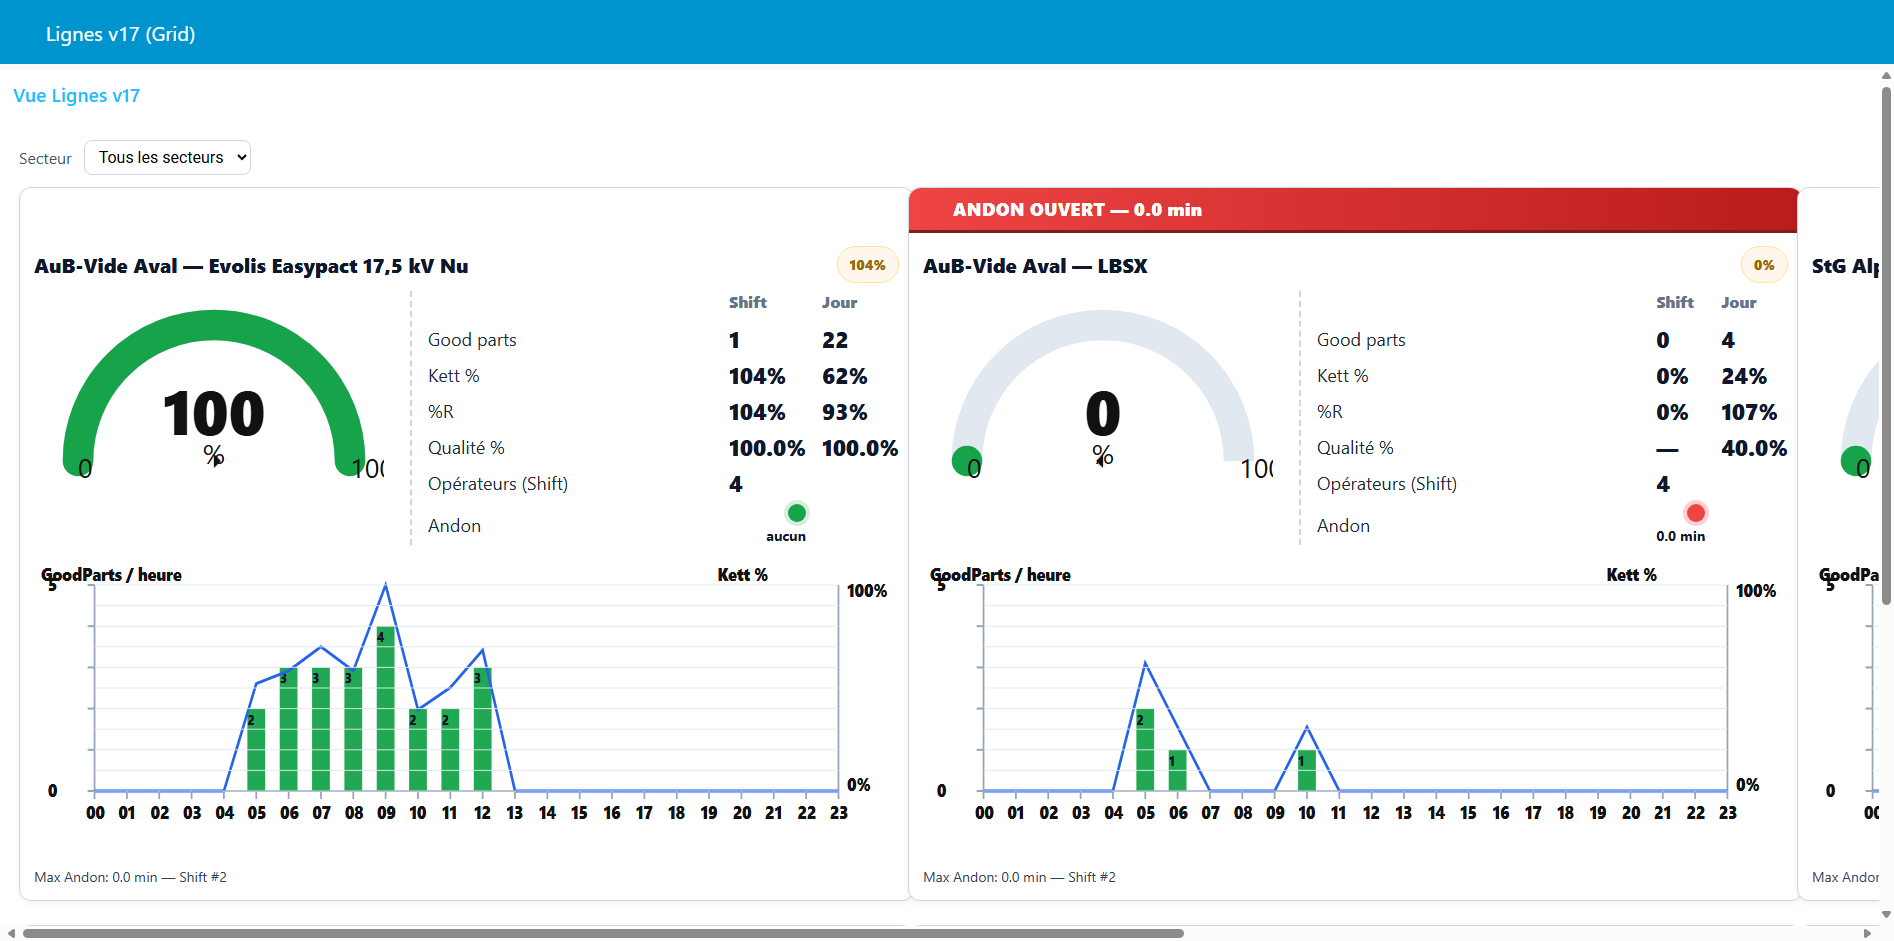 Lignes v17 (Grid)
Vue Lignes v17
Secteur Tous les secteurs
AuB-Vide Aval — Evolis Easypact 17,5 kV Nu 104%
100
%
0 100
Shift Jour
Good parts 1 22
Kett % 104% 62%
%R 104% 93%
Qualité % 100.0% 100.0%
Opérateurs (Shift) 4
Andon
aucun
GoodParts / heure Kett %
5 100%
4
3 3 3 3
2 2 2
0 0%
00 01 02 03 04 05 06 07 08 09 10 11 12 13 14 15 16 17 18 19 20 21 22 23
Max Andon: 0.0 min — Shift #2
ANDON OUVERT — 0.0 min
AuB-Vide Aval — LBSX 0%
0
%
0 100
Shift Jour
Good parts 0 4
Kett % 0% 24%
%R 0% 107%
Qualité % — 40.0%
Opérateurs (Shift) 4
Andon
0.0 min
GoodParts / heure Kett %
5 100%
2
1 1
0 0%
00 01 02 03 04 05 06 07 08 09 10 11 12 13 14 15 16 17 18 19 20 21 22 23
Max Andon: 0.0 min — Shift #2
StG Alp
0
GoodPa
5
0
00
Max Andor